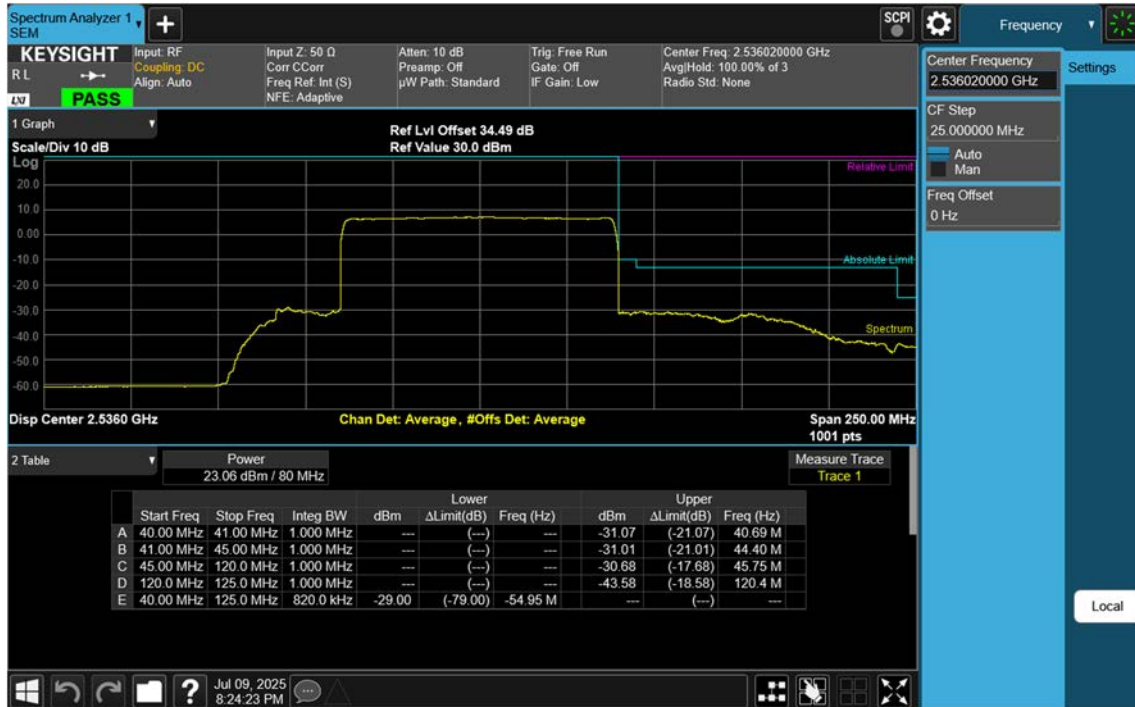 Spectrum Analyzer 1
SEM
SCPI
Frequency
KEYSIGHT
R L
LXI
PASS
Input: RF
Coupling: DC
Align: Auto
Input Z: 50 Ω
Corr CCorr
Freq Ref: Int (S)
NFE: Adaptive
Atten: 10 dB
Preamp: Off
µW Path: Standard
Trig: Free Run
Gate: Off
IF Gain: Low
Center Freq: 2.536020000 GHz
Avg|Hold: 100.00% of 3
Radio Std: None
Center Frequency
2.536020000 GHz
Settings
CF Step
25.000000 MHz
Auto
Man
Freq Offset
0 Hz
1 Graph
Scale/Div 10 dB
Ref Lvl Offset 34.49 dB
Ref Value 30.0 dBm
Log
20.0
10.0
0.00
-10.0
-20.0
-30.0
-40.0
-50.0
-60.0
Relative Limit
Absolute Limit
Spectrum
Disp Center 2.5360 GHz
Chan Det: Average, #Offs Det: Average
Span 250.00 MHz
1001 pts
2 Table
Power
23.06 dBm / 80 MHz
Measure Trace
Trace 1
Lower Upper
Start Freq Stop Freq Integ BW dBm ΔLimit(dB) Freq (Hz) dBm ΔLimit(dB) Freq (Hz)
A 40.00 MHz 41.00 MHz 1.000 MHz --- (---) --- -31.07 (-21.07) 40.69 M
B 41.00 MHz 45.00 MHz 1.000 MHz --- (---) --- -31.01 (-21.01) 44.40 M
C 45.00 MHz 120.0 MHz 1.000 MHz --- (---) --- -30.68 (-17.68) 45.75 M
D 120.0 MHz 125.0 MHz 1.000 MHz --- (---) --- -43.58 (-18.58) 120.4 M
E 40.00 MHz 125.0 MHz 820.0 kHz -29.00 (-79.00) -54.95 M --- (---) ---
Local
?
Jul 09, 2025
8:24:23 PM